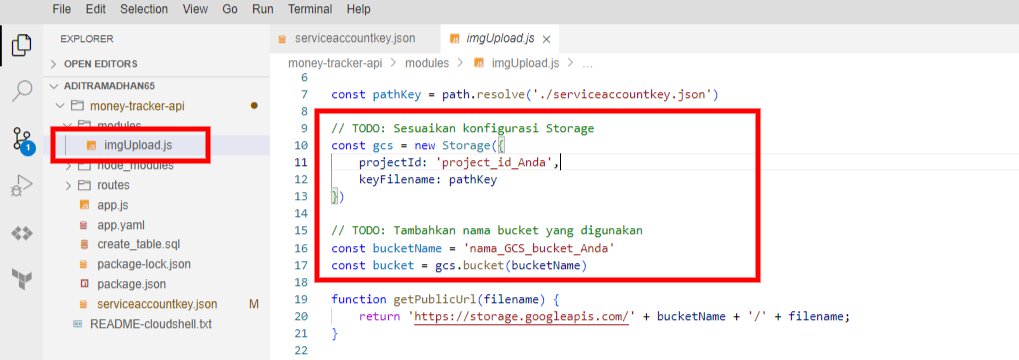 File Edit Selection View Go Run Terminal Help
EXPLORER
OPEN EDITORS
ADITRAMADHAN65
money-tracker-api
modules
imgUpload.js
node_modules
routes
app.js
app.yaml
create_table.sql
package-lock.json
package.json
serviceaccountkey.json M
README-cloudshell.txt
1
serviceaccountkey.json imgUpload.js ×
money-tracker-api > modules > imgUpload.js > ...
6
7 const pathKey = path.resolve('./serviceaccountkey.json')
8
9 // TODO: Sesuaikan konfigurasi Storage
10 const gcs = new Storage({
11 projectId: 'project_id_Anda',
12 keyFilename: pathKey
13 })
14
15 // TODO: Tambahkan nama bucket yang digunakan
16 const bucketName = 'nama_GCS_bucket_Anda'
17 const bucket = gcs.bucket(bucketName)
18
19 function getPublicUrl(filename) {
20 return 'https://storage.googleapis.com/' + bucketName + '/' + filename;
21 }
22